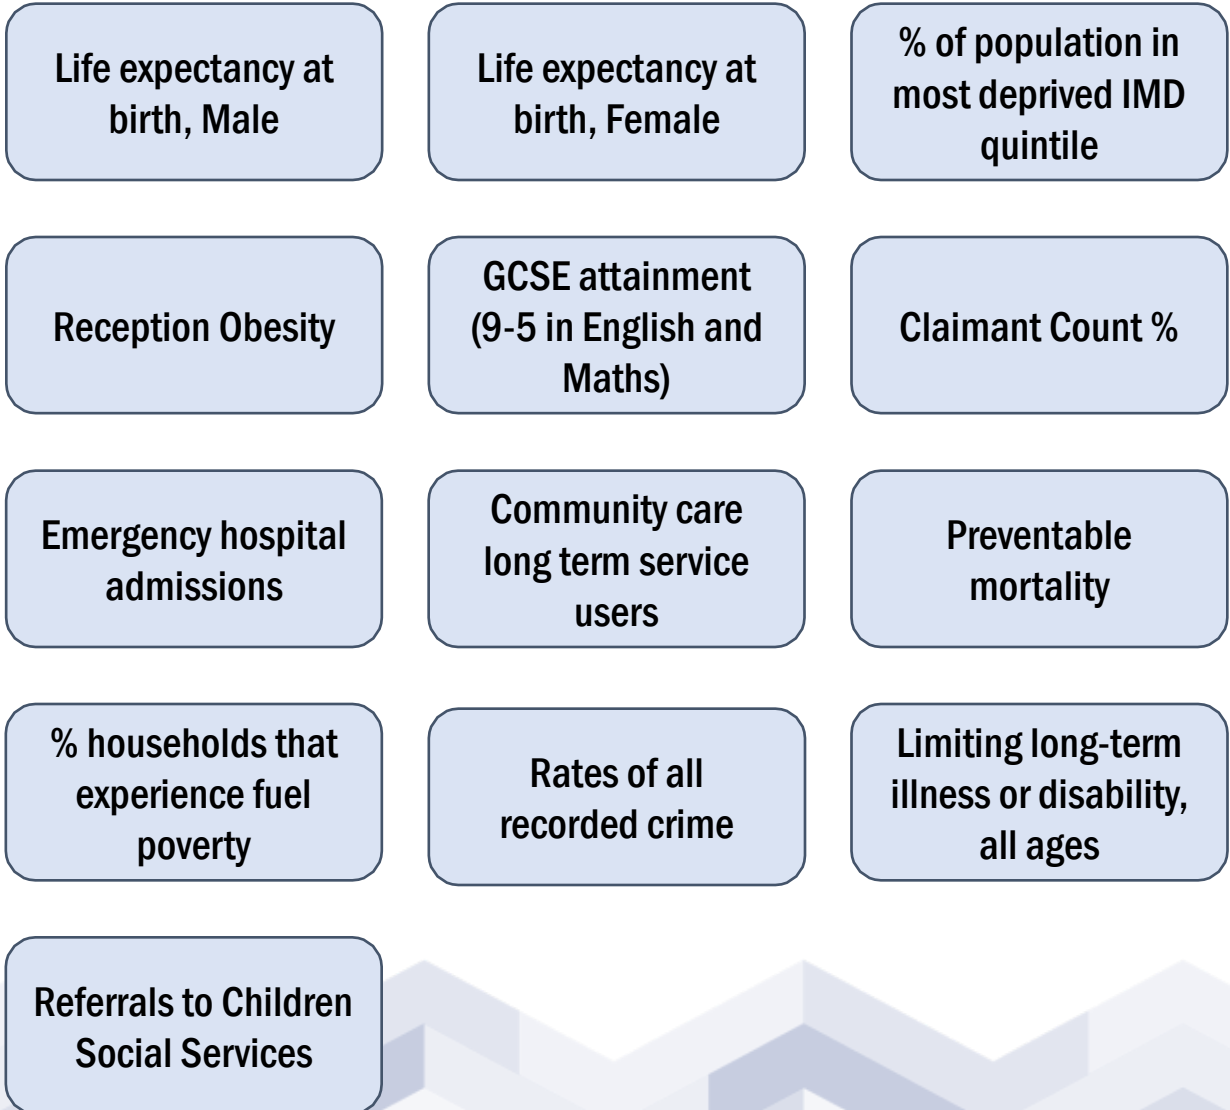 Life expectancy at
birth, Male
Life expectancy at
birth, Female
% of population in
most deprived IMD
quintile
Reception Obesity
GCSE attainment
(9-5 in English and
Maths)
Claimant Count %
Emergency hospital
admissions
Community care
long term service
users
Preventable
mortality
% households that
experience fuel
poverty
Rates of all
recorded crime
Limiting long-term
illness or disability,
all ages
Referrals to Children
Social Services